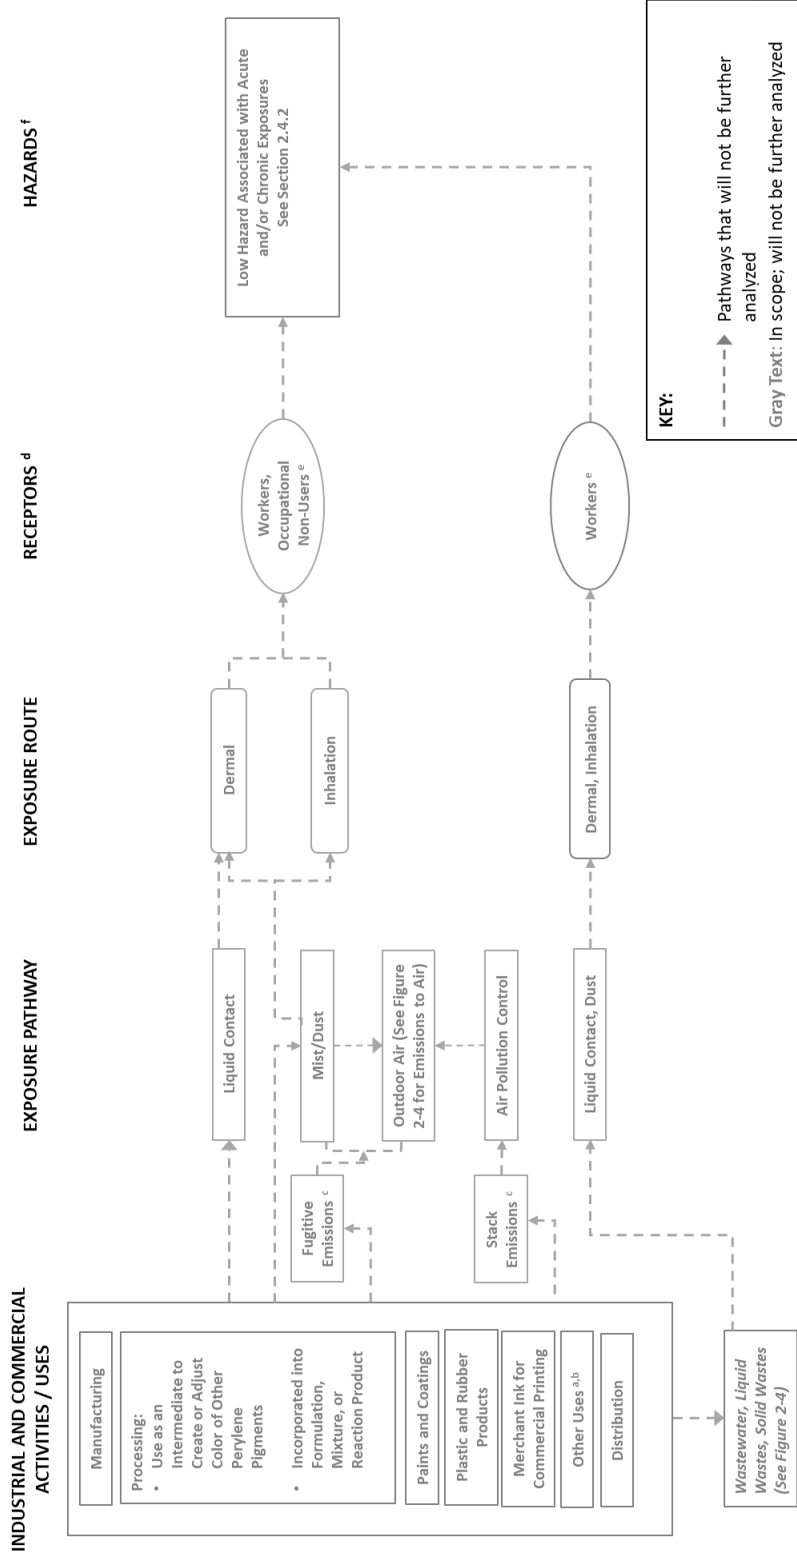 INDUSTRIAL AND COMMERCIAL
ACTIVITIES / USES
EXPOSURE PATHWAY
EXPOSURE ROUTE
RECEPTORS d
HAZARDS f
Manufacturing
Processing:
• Use as an
Intermediate to
Create or Adjust
Color of Other
Perylene
Pigments
• Incorporated into
Formulation,
Mixture, or
Reaction Product
Paints and Coatings
Plastic and Rubber
Products
Merchant Ink for
Commercial Printing
Other Uses a,b
Distribution
Wastewater, Liquid
Wastes, Solid Wastes
(See Figure 2-4)
Fugitive
Emissions c
Stack
Emissions c
Liquid Contact
Mist/Dust
Outdoor Air (See Figure
2-4 for Emissions to Air)
Air Pollution Control
Liquid Contact, Dust
Dermal
Inhalation
Dermal, Inhalation
Workers,
Occupational
Non-Users e
Workers e
Low Hazard Associated with Acute
and/or Chronic Exposures
See Section 2.4.2
KEY:
Pathways that will not be further
analyzed
Gray Text: In scope; will not be further analyzed